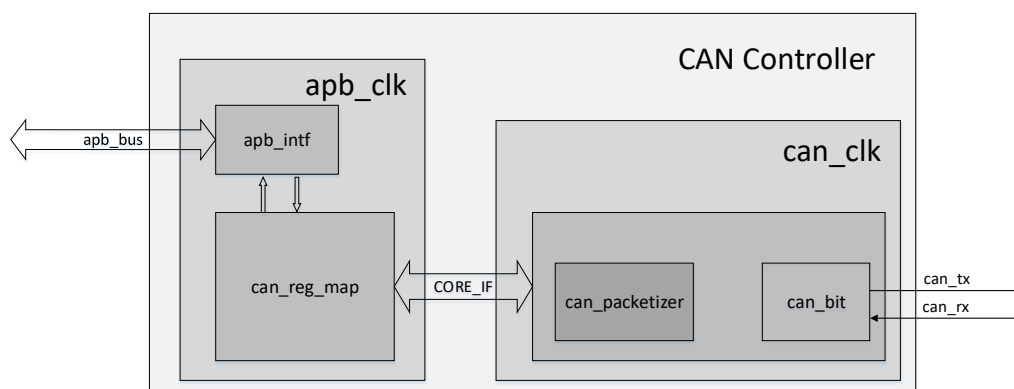 CAN Controller
apb_clk
apb_bus
apb_intf
can_clk
can_reg_map
CORE_IF
can_packetizer
can_bit
can_tx
can_rx